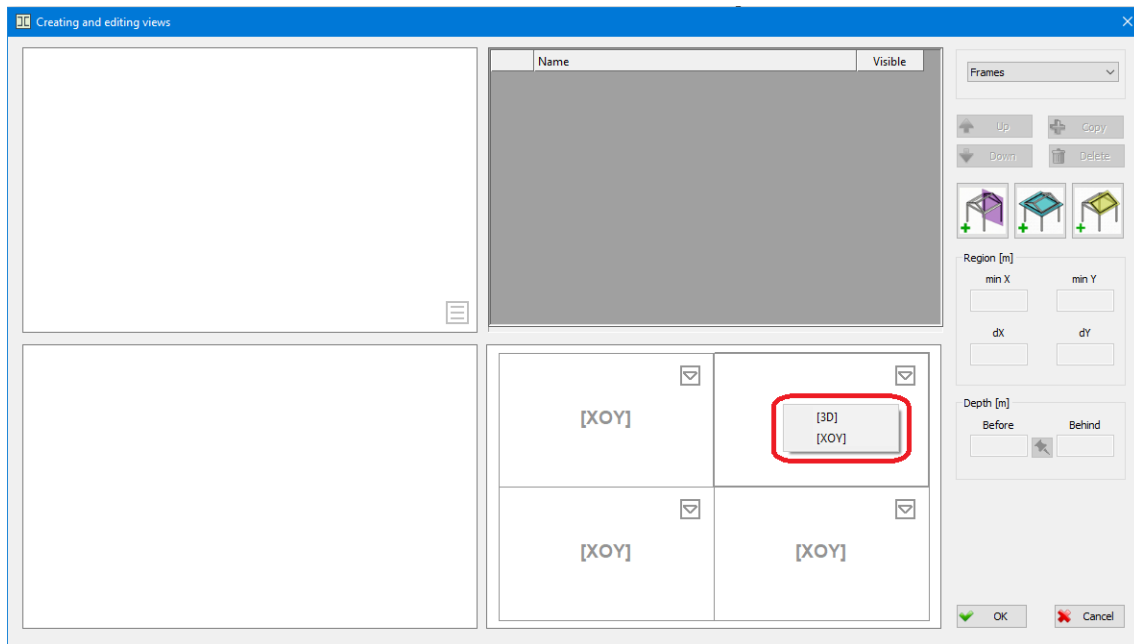 Creating and editing views
Name Visible
Frames
Up Copy
Down Delete
Region [m]
min X min Y
dX dY
Depth [m]
Before Behind
[XOY]
[3D]
[XOY]
[XOY] [XOY]
OK Cancel